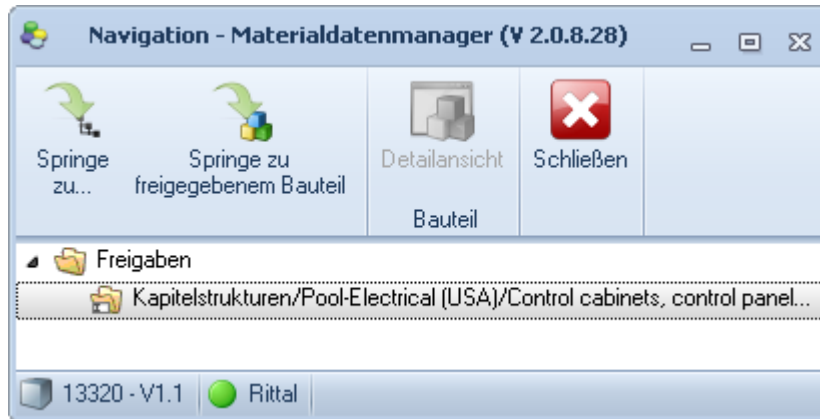 Navigation - Materialdatenmanager (V 2.0.8.28)
Springe zu...
Springe zu freigegebenem Bauteil
Detailansicht
Schließen
Bauteil
Freigaben
Kapitelstrukturen/Pool-Electrical (USA)/Control cabinets, control panel...
13320 - V1.1
Rittal